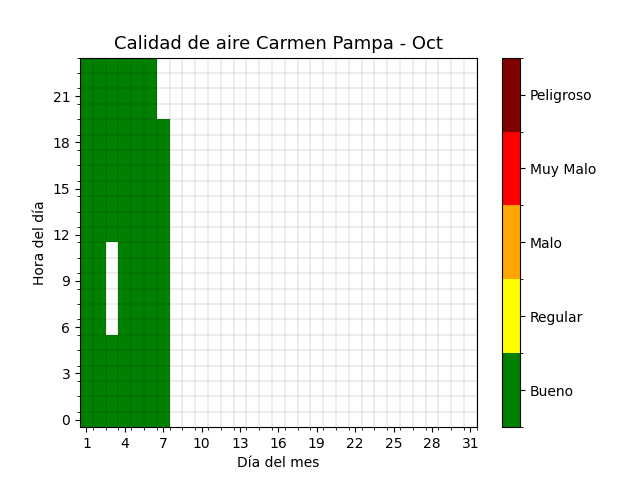 Calidad de aire Carmen Pampa - Oct
Hora del día
21
18
15
12
9
6
3
0
1 4 7 10 13 16 19 22 25 28 31
Día del mes
Peligroso
Muy Malo
Malo
Regular
Bueno